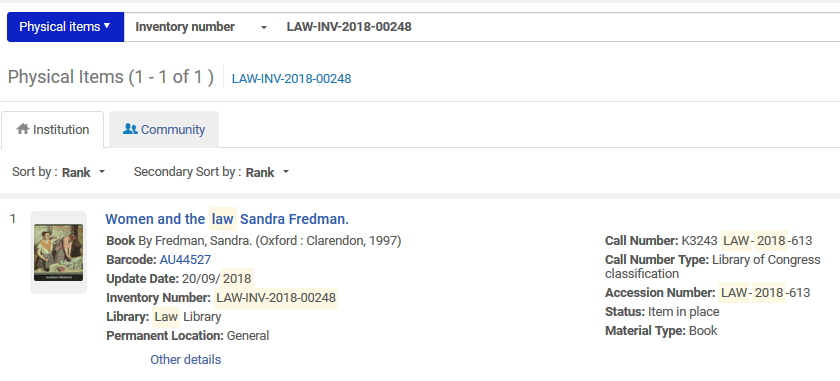 Physical items
Inventory number
LAW-INV-2018-00248
Physical Items (1 - 1 of 1 )
LAW-INV-2018-00248
Institution
Community
Sort by : Rank
Secondary Sort by : Rank
1
Women and the law Sandra Fredman.
Book By Fredman, Sandra. (Oxford : Clarendon, 1997)
Barcode: AU44527
Update Date: 20/09/ 2018
Inventory Number: LAW-INV-2018-00248
Library: Law Library
Permanent Location: General
Other details
Call Number: K3243 LAW - 2018 -613
Call Number Type: Library of Congress
classification
Accession Number: LAW - 2018 -613
Status: Item in place
Material Type: Book